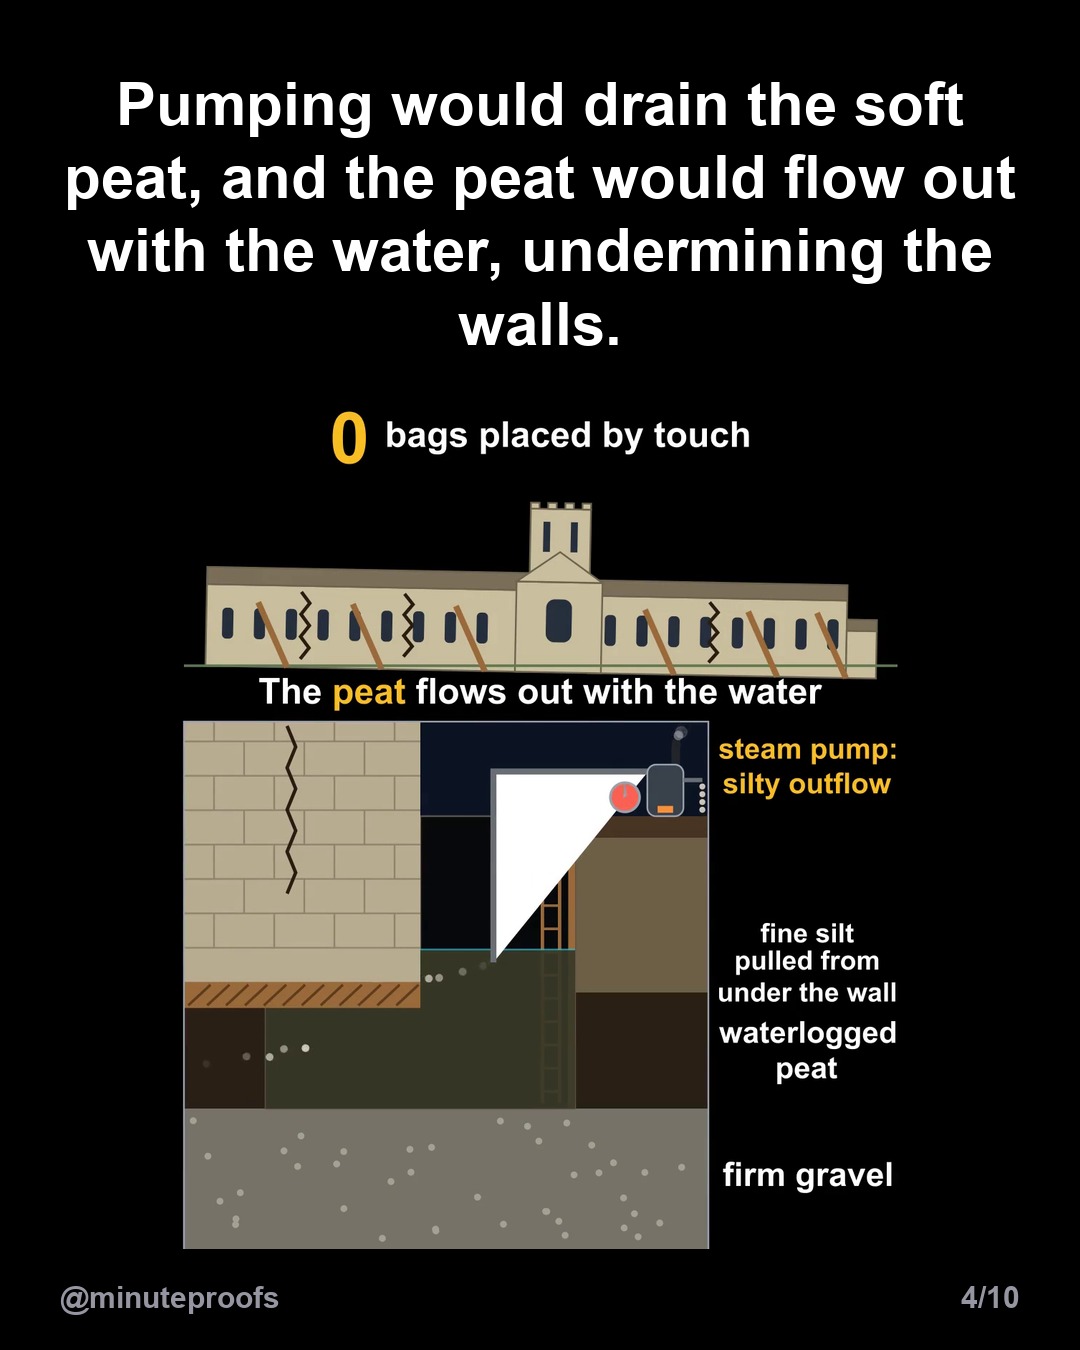 Pumping would drain the soft
peat, and the peat would flow out
with the water, undermining the
walls.
0 bags placed by touch
The peat flows out with the water
steam pump:
silty outflow
fine silt
pulled from
under the wall
waterlogged
peat
firm gravel
@minuteproofs
4/10